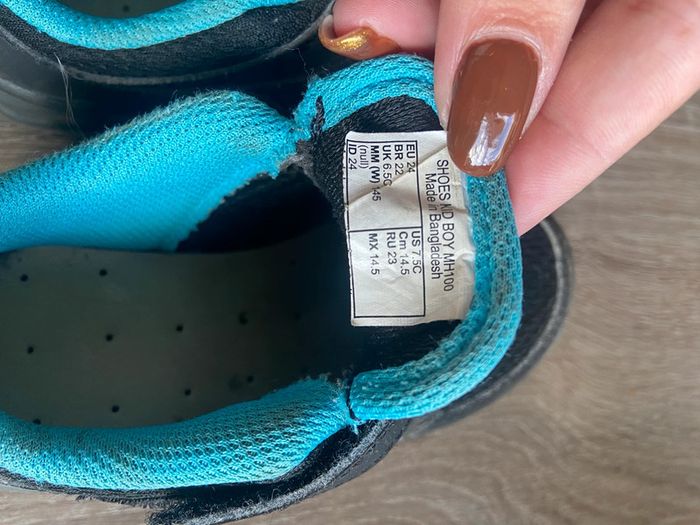 SHOES KID BOY MH100
Made in Bangladesh
EU 24 US 7.5C
BR 22 Cm 14.5
UK 6.5C RU 23
MM (W) 145 MX 14.5
(null)
ID 24